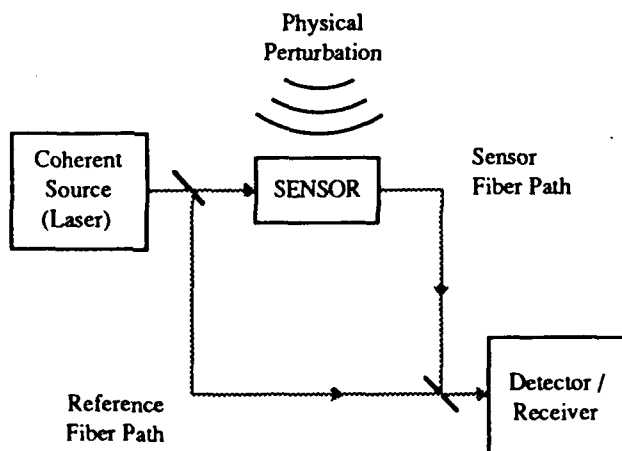 Physical
Perturbation
Coherent
Source
(Laser)
SENSOR
Sensor
Fiber Path
Reference
Fiber Path
Detector /
Receiver